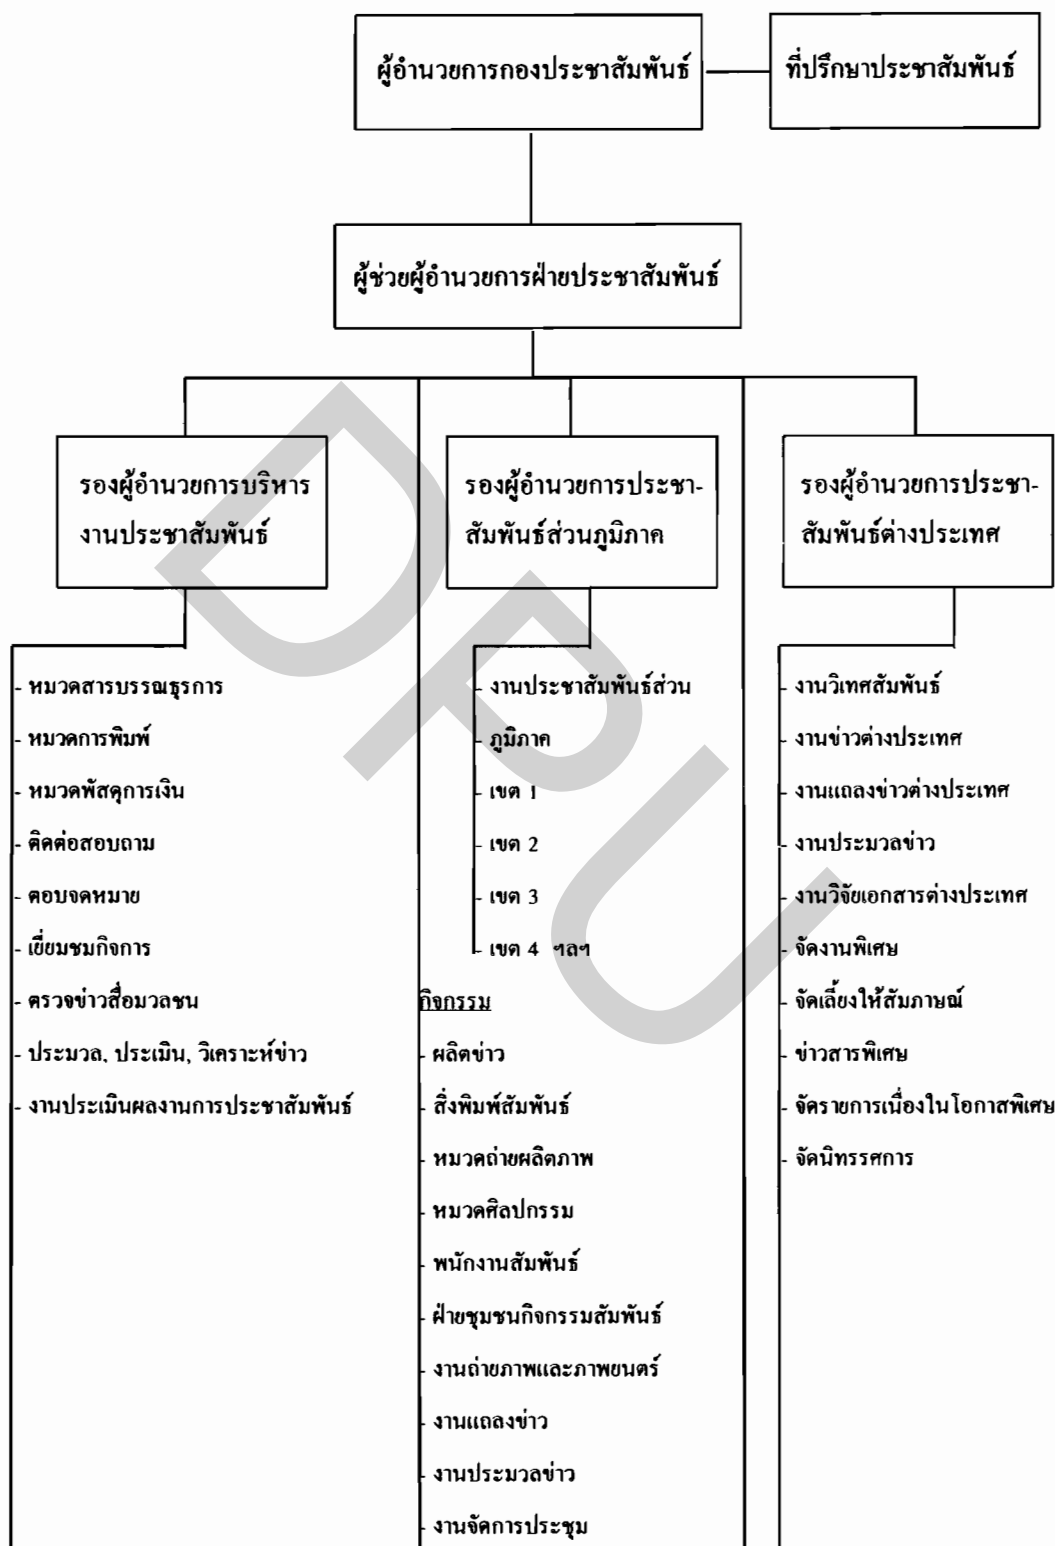 ผู้อำนวยการกองประชาสัมพันธ์
ที่ปรึกษาประชาสัมพันธ์
ผู้ช่วยผู้อำนวยการฝ่ายประชาสัมพันธ์
รองผู้อำนวยการบริหาร
งานประชาสัมพันธ์
รองผู้อำนวยการประชา-
สัมพันธ์ส่วนภูมิภาค
รองผู้อำนวยการประชา-
สัมพันธ์ต่างประเทศ
- หมวดสารบรรณธุรการ
- หมวดการพิมพ์
- หมวดพัสดุการเงิน
- ติดต่อสอบถาม
- ตอบจดหมาย
- เยี่ยมชมกิจการ
- ตรวจข่าวสื่อมวลชน
- ประมวล, ประเมิน, วิเคราะห์ข่าว
- งานประเมินผลงานการประชาสัมพันธ์
- งานประชาสัมพันธ์ส่วน
- ภูมิภาค
- เขต 1
- เขต 2
- เขต 3
- เขต 4 ฯลฯ
กิจกรรม
- ผลิตข่าว
- สิ่งพิมพ์สัมพันธ์
- หมวดถ่ายผลิตภาพ
- หมวดศิลปกรรม
- พนักงานสัมพันธ์
- ฝ่ายชุมชนกิจกรรมสัมพันธ์
- งานถ่ายภาพและภาพยนตร์
- งานแถลงข่าว
- งานประมวลข่าว
- งานจัดการประชุม
- งานวิเทศสัมพันธ์
- งานข่าวต่างประเทศ
- งานแถลงข่าวต่างประเทศ
- งานประมวลข่าว
- งานวิจัยเอกสารต่างประเทศ
- จัดงานพิเศษ
- จัดเลี้ยงให้สัมภาษณ์
- ข่าวสารพิเศษ
- จัดรายการเนื่องในโอกาสพิเศษ
- จัดนิทรรศการ
DPU